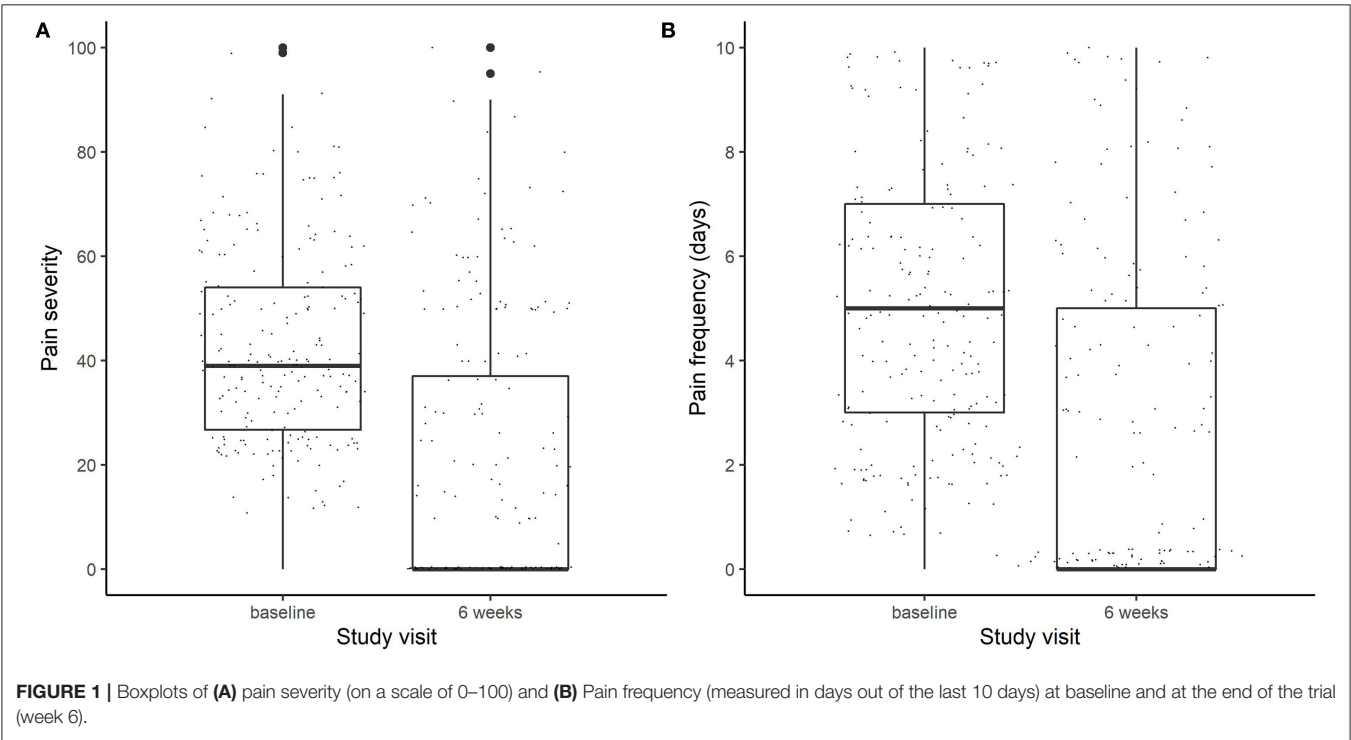 A
B
100
80
60
40
20
0
Pain severity
baseline
6 weeks
Study visit
10
8
6
4
2
0
Pain frequency (days)
baseline
6 weeks
Study visit
FIGURE 1 | Boxplots of (A) pain severity (on a scale of 0–100) and (B) Pain frequency (measured in days out of the last 10 days) at baseline and at the end of the trial
(week 6).